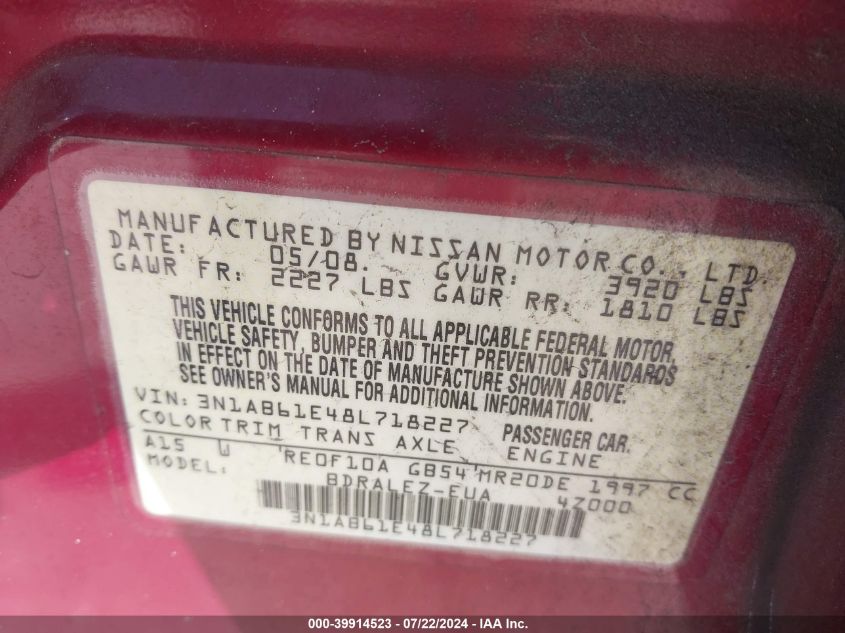 MANUFACTURED BY NISSAN MOTOR CO., LTD.
DATE: 05/08. GVWR: 3920 LBS
GAWR FR: 2227 LBS GAWR RR: 1810 LBS
THIS VEHICLE CONFORMS TO ALL APPLICABLE FEDERAL MOTOR
VEHICLE SAFETY, BUMPER AND THEFT PREVENTION STANDARDS
IN EFFECT ON THE DATE OF MANUFACTURE SHOWN ABOVE.
SEE OWNER'S MANUAL FOR ADDITIONAL INFORMATION.
VIN: 3N1AB61E48L718227 PASSENGER CAR.
COLOR TRIM TRANS AXLE ENGINE
A15 W RE0F10A GB54 MR20DE 1997 CC
MODEL: BDRALEZ-EUA 4Z000
3N1AB61E48L718227
000-39914523 - 07/22/2024 - IAA Inc.